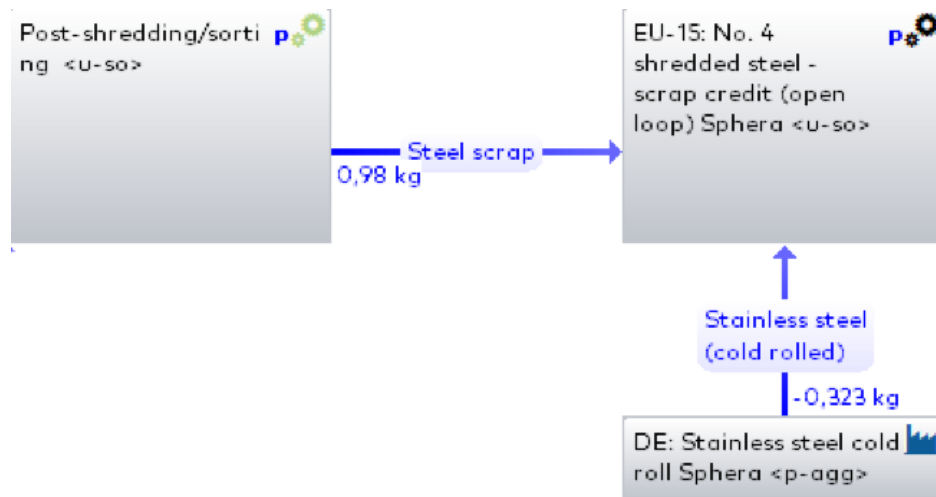 Post-shredding/sorti
ng <u-so>
p
EU-15: No. 4
shredded steel -
scrap credit (open
loop) Sphera <u-so>
p
Steel scrap
0,98 kg
Stainless steel
(cold rolled)
-0,323 kg
DE: Stainless steel cold
roll Sphera <p-agg>